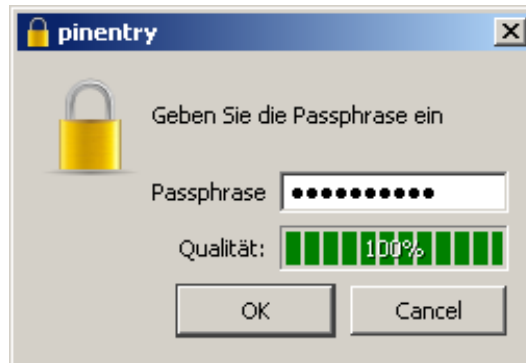 pinentry
Geben Sie die Passphrase ein
Passphrase ●●●●●●●●●●
Qualität: 100%
OK Cancel